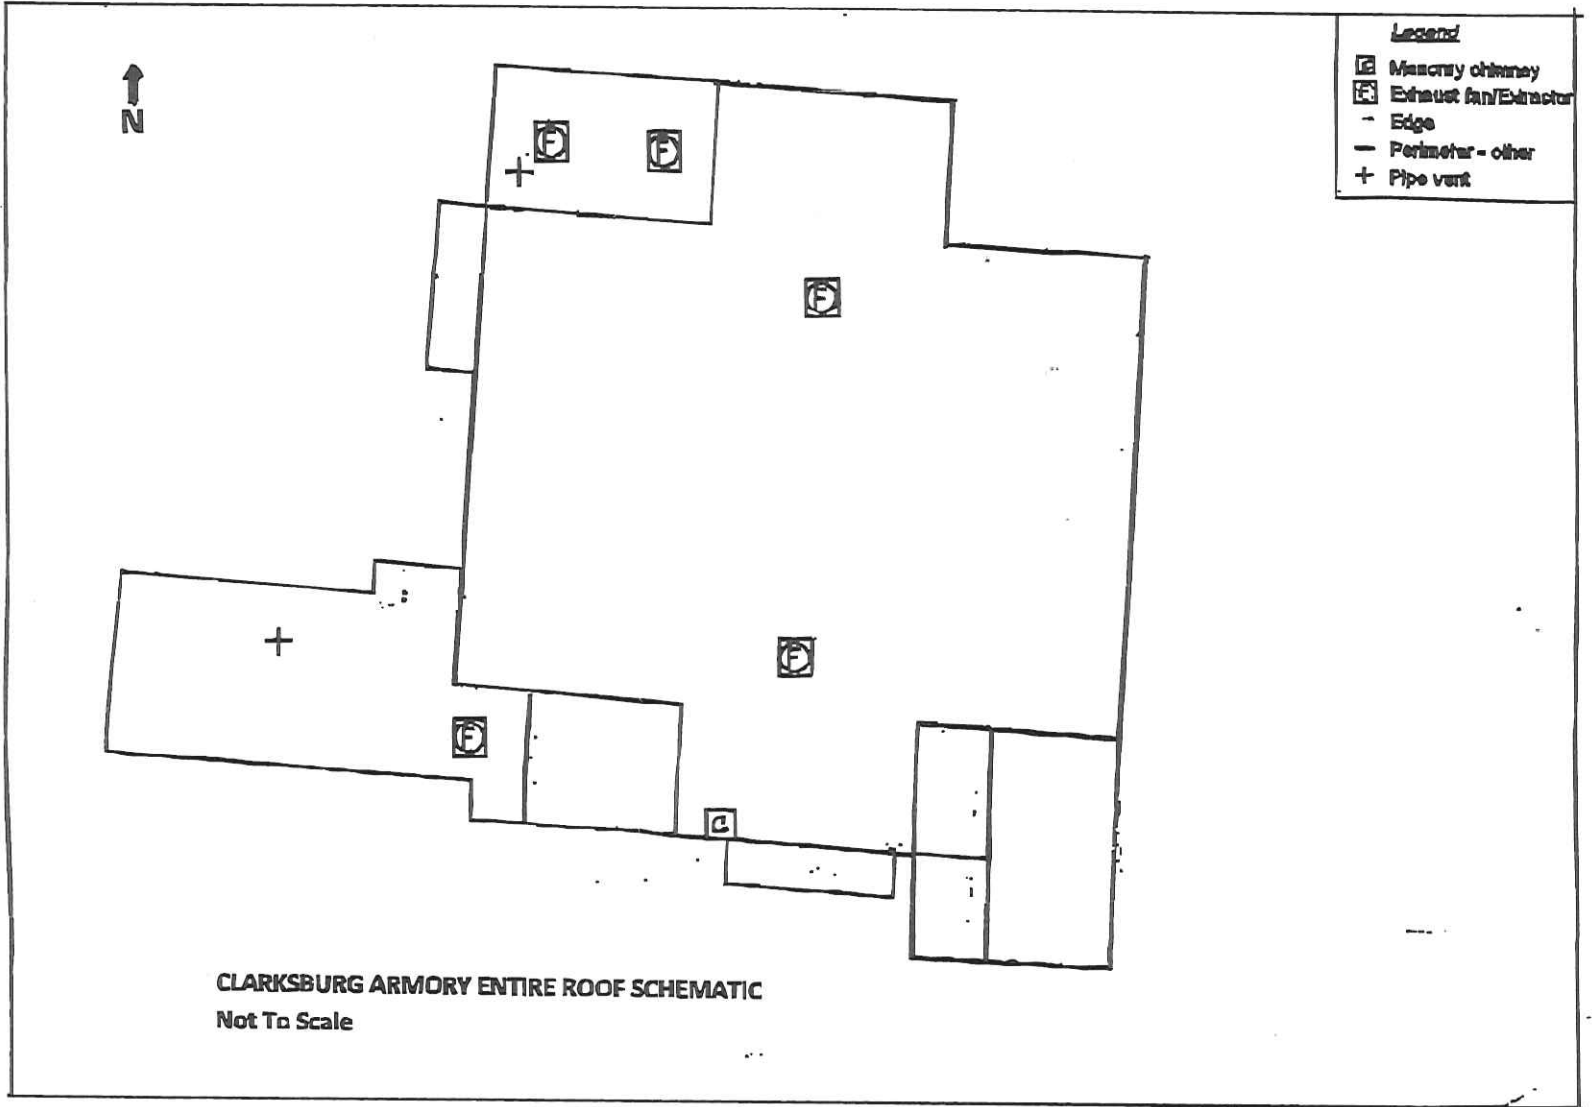 Legend
C Masonry chimney
F Exhaust fan/Extractor
- Edge
— Perimeter - other
+ Pipe vent
N
F F
F
F
F
C
CLARKSBURG ARMORY ENTIRE ROOF SCHEMATIC
Not To Scale